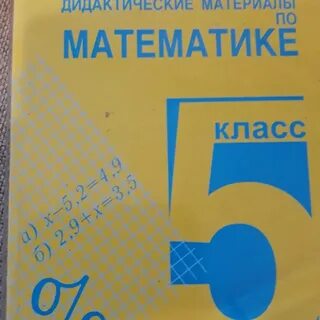 ДИДАКТИЧЕСКИЕ МАТЕРИАЛЫ
ПО
МАТЕМАТИКЕ
5
класс
а) x-5,2=4,9
б) 2,9+x=3,5
%